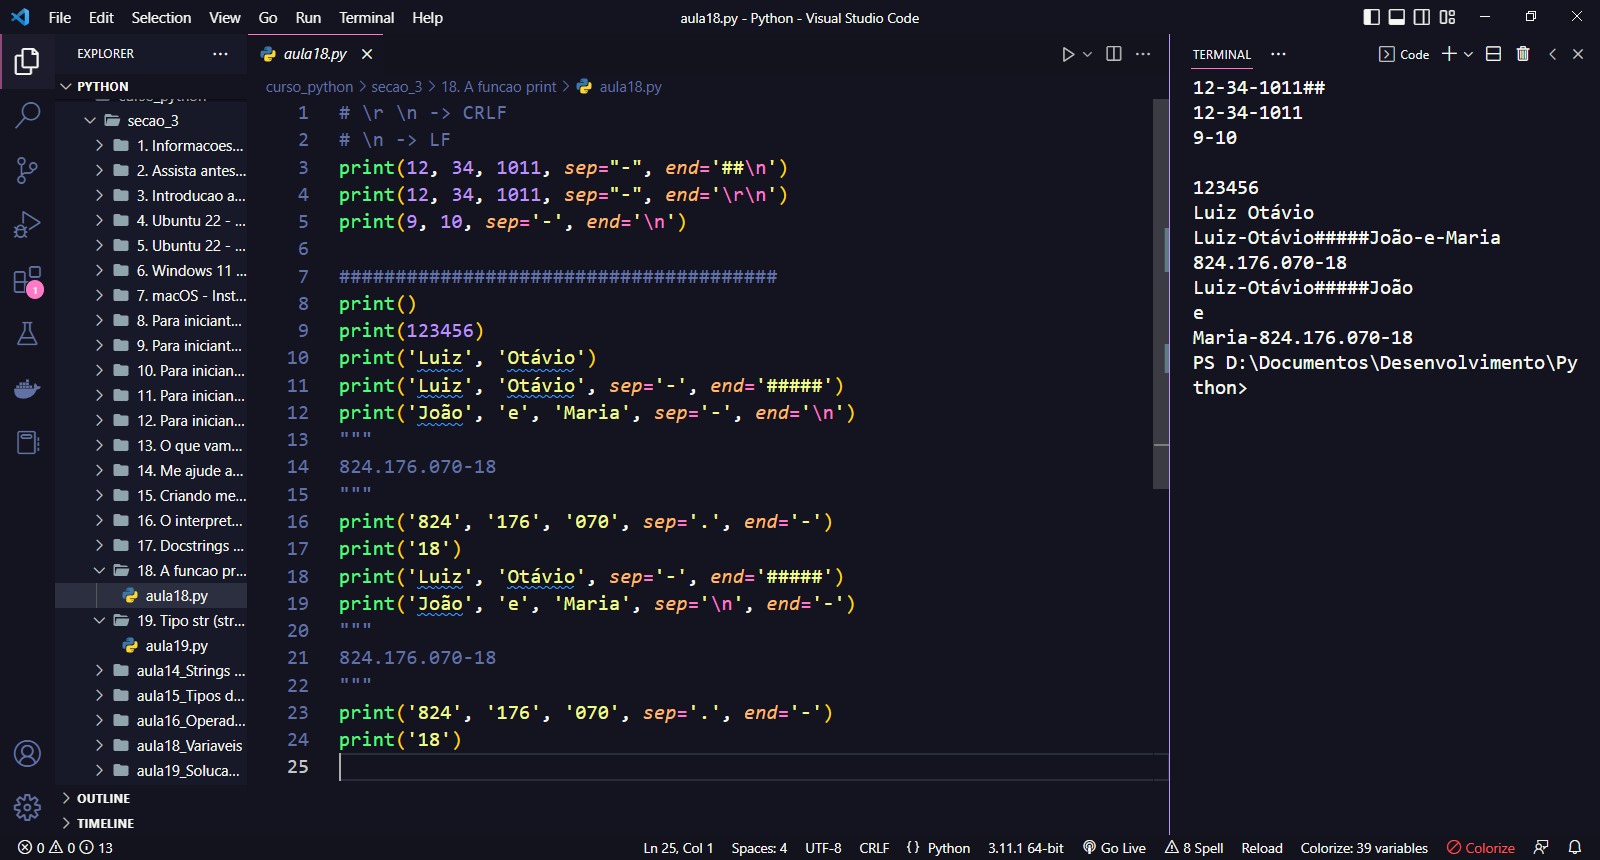 File Edit Selection View Go Run Terminal Help
aula18.py - Python - Visual Studio Code
EXPLORER
PYTHON
secao_3
1. Informacoes...
2. Assista antes...
3. Introducao a...
4. Ubuntu 22 - ...
5. Ubuntu 22 - ...
6. Windows 11 ...
7. macOS - Inst...
8. Para iniciant...
9. Para iniciant...
10. Para inician...
11. Para inician...
12. Para inician...
13. O que vam...
14. Me ajude a...
15. Criando me...
16. O interpret...
17. Docstrings ...
18. A funcao pr...
aula18.py
19. Tipo str (str...
aula19.py
aula14_Strings ...
aula15_Tipos d...
aula16_Operad...
aula18_Variaveis
aula19_Soluca...
OUTLINE
TIMELINE
1
aula18.py
curso_python > secao_3 > 18. A funcao print > aula18.py
1 # \r \n -> CRLF
2 # \n -> LF
3 print(12, 34, 1011, sep="-", end='##\n')
4 print(12, 34, 1011, sep="-", end='\r\n')
5 print(9, 10, sep='-', end='\n')
6
7 #######################################
8 print()
9 print(123456)
10 print('Luiz', 'Otávio')
11 print('Luiz', 'Otávio', sep='-', end='#####')
12 print('João', 'e', 'Maria', sep='-', end='\n')
13 """
14 824.176.070-18
15 """
16 print('824', '176', '070', sep='.', end='-')
17 print('18')
18 print('Luiz', 'Otávio', sep='-', end='#####')
19 print('João', 'e', 'Maria', sep='\n', end='-')
20 """
21 824.176.070-18
22 """
23 print('824', '176', '070', sep='.', end='-')
24 print('18')
25
TERMINAL
Code
12-34-1011##
12-34-1011
9-10
123456
Luiz Otávio
Luiz-Otávio#####João-e-Maria
824.176.070-18
Luiz-Otávio#####João
e
Maria-824.176.070-18
PS D:\Documentos\Desenvolvimento\Py
thon>
0 0 13
Ln 25, Col 1 Spaces: 4 UTF-8 CRLF {} Python 3.11.1 64-bit Go Live 8 Spell Reload Colorize: 39 variables Colorize